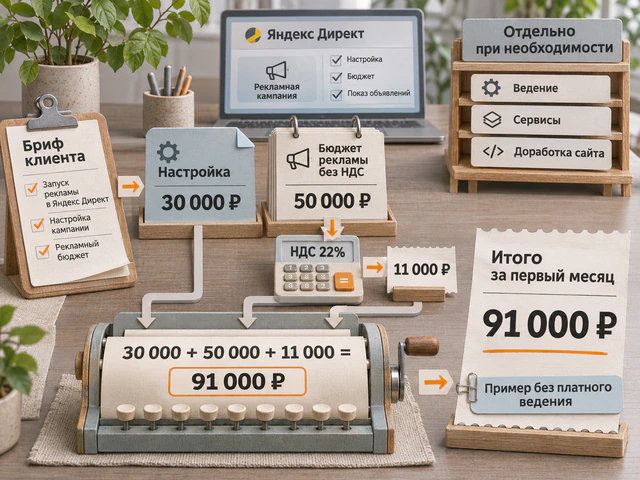 Яндекс Директ
Рекламная
кампания
Настройка
Бюджет
Показ объявлений
Отдельно
при необходимости
Ведение
Сервисы
</> Доработка сайта
Бриф
клиента
Запуск
рекламы
в Яндекс Директ
Настройка
кампании
Рекламный
бюджет
Настройка
30 000 ₽
Бюджет
рекламы
без НДС
50 000 ₽
НДС 22%
11 000 ₽
30 000 + 50 000 + 11 000 =
91 000 ₽
Итого
за первый месяц
91 000 ₽
Пример без платного
ведения